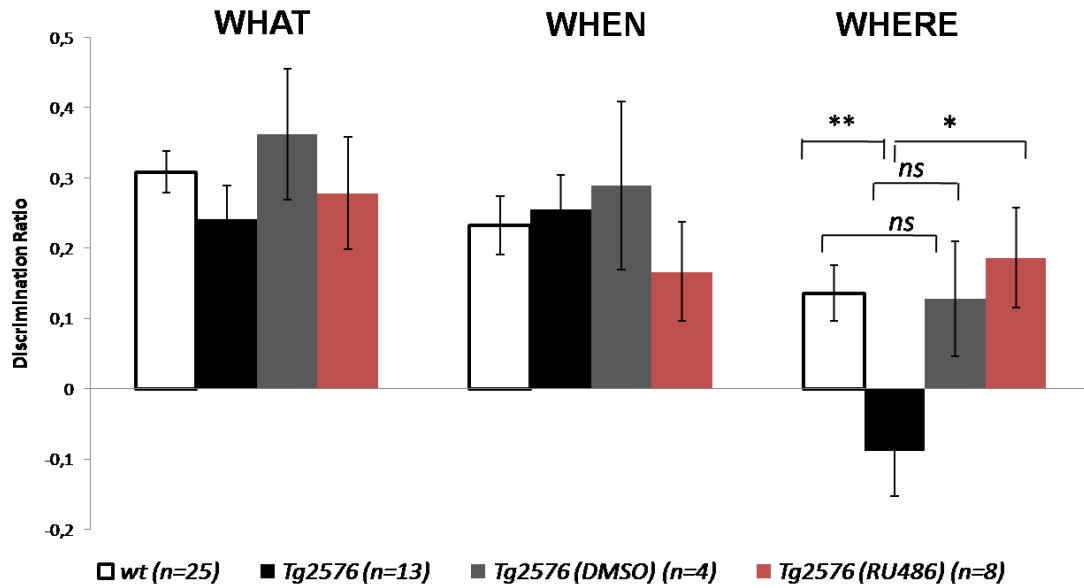 WHAT WHEN WHERE
0,5
0,4
0,3
0,2
0,1
0
-0,1
-0,2
Discrimination Ratio
** *
ns
ns
wt (n=25) Tg2576 (n=13) Tg2576 (DMSO) (n=4) Tg2576 (RU486) (n=8)